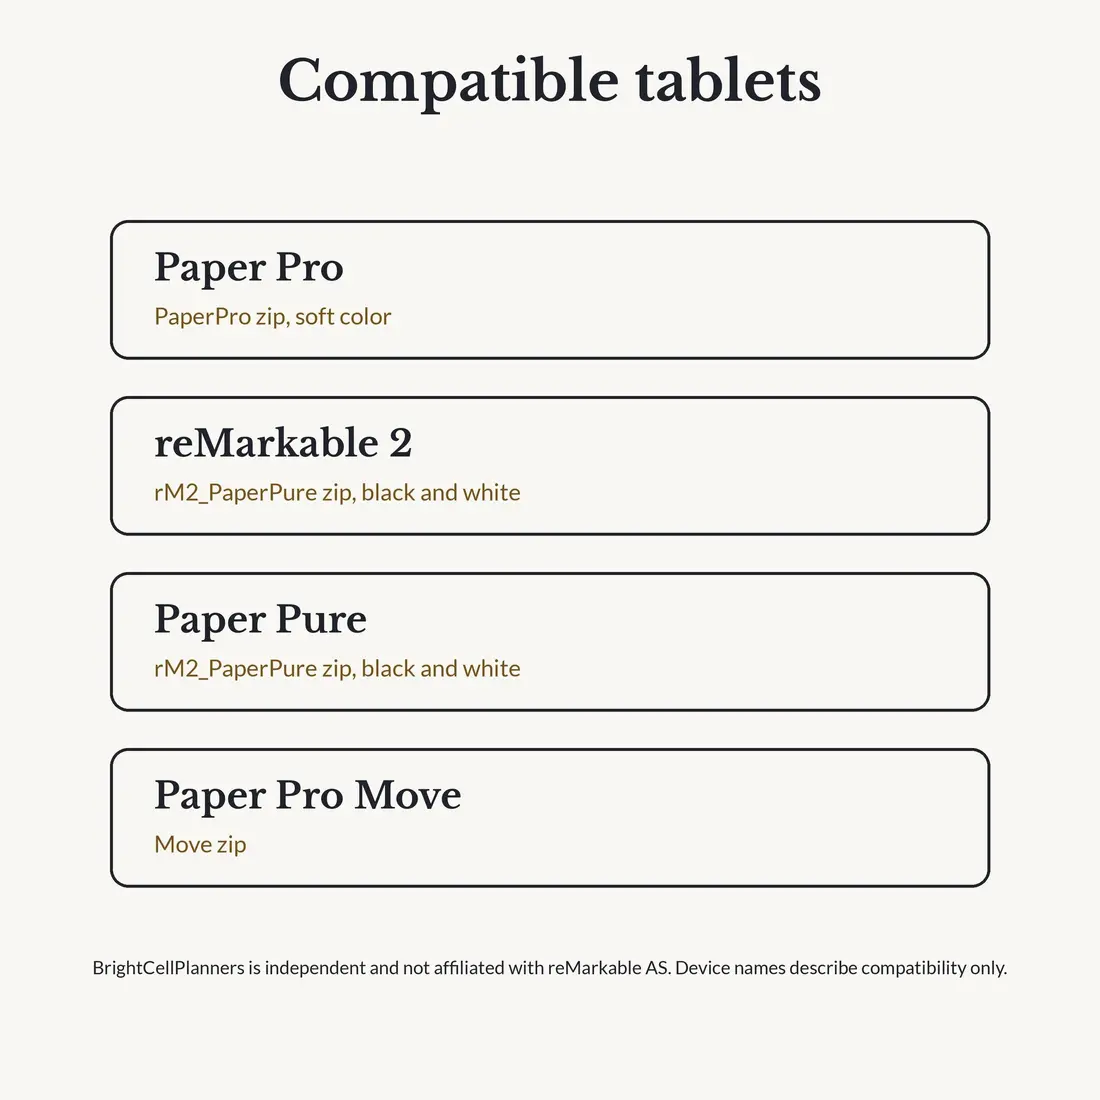 Compatible tablets
Paper Pro
PaperPro zip, soft color
reMarkable 2
rM2_PaperPure zip, black and white
Paper Pure
rM2_PaperPure zip, black and white
Paper Pro Move
Move zip
BrightCellPlanners is independent and not affiliated with reMarkable AS. Device names describe compatibility only.